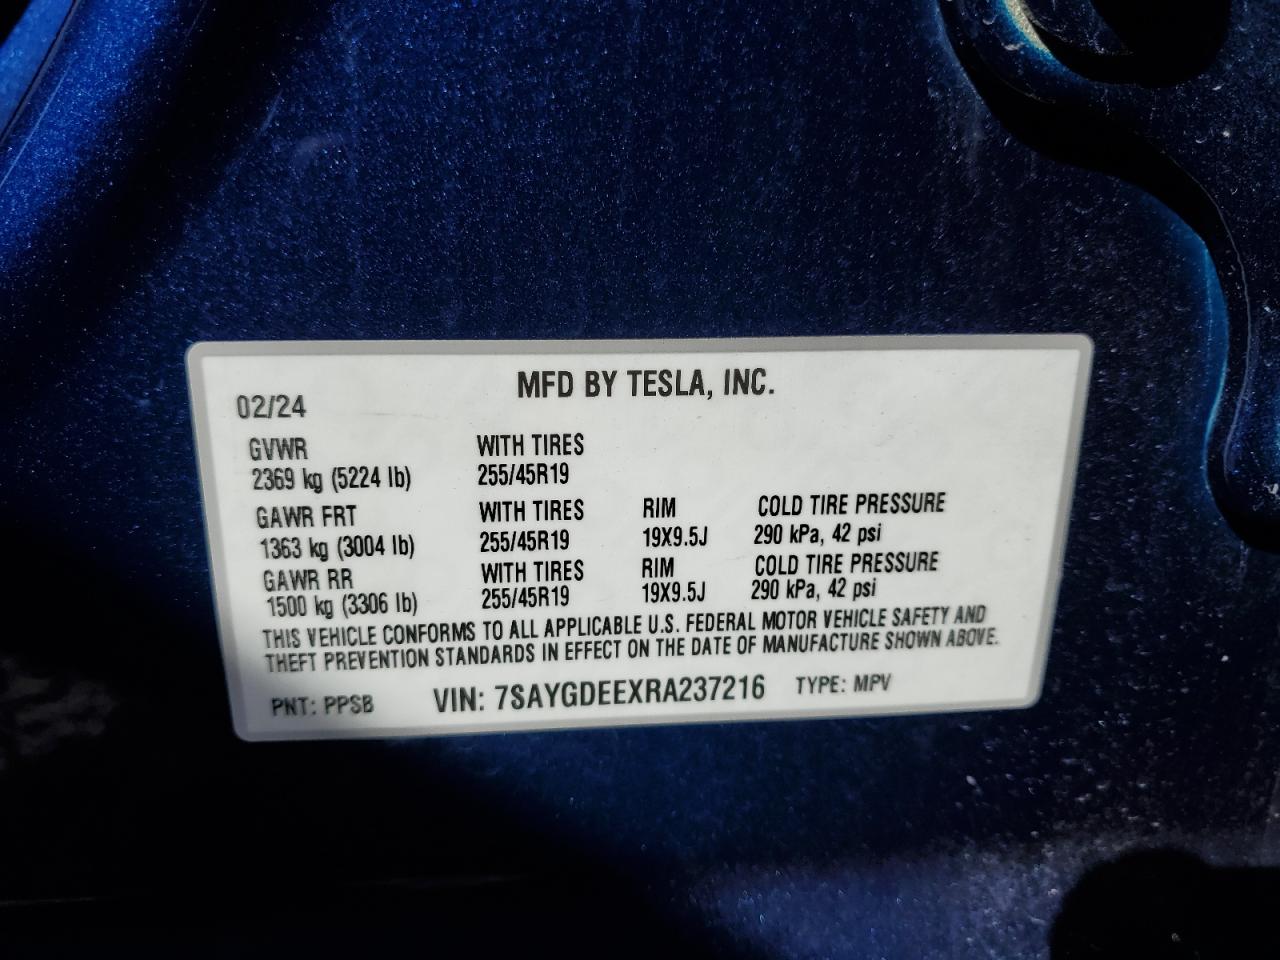 MFD BY TESLA, INC.
02/24
GVWR WITH TIRES
2369 kg (5224 lb) 255/45R19
GAWR FRT WITH TIRES RIM COLD TIRE PRESSURE
1363 kg (3004 lb) 255/45R19 19X9.5J 290 kPa, 42 psi
GAWR RR WITH TIRES RIM COLD TIRE PRESSURE
1500 kg (3306 lb) 255/45R19 19X9.5J 290 kPa, 42 psi
THIS VEHICLE CONFORMS TO ALL APPLICABLE U.S. FEDERAL MOTOR VEHICLE SAFETY AND
THEFT PREVENTION STANDARDS IN EFFECT ON THE DATE OF MANUFACTURE SHOWN ABOVE.
PNT: PPSB VIN: 7SAYGDEEXRA237216 TYPE: MPV